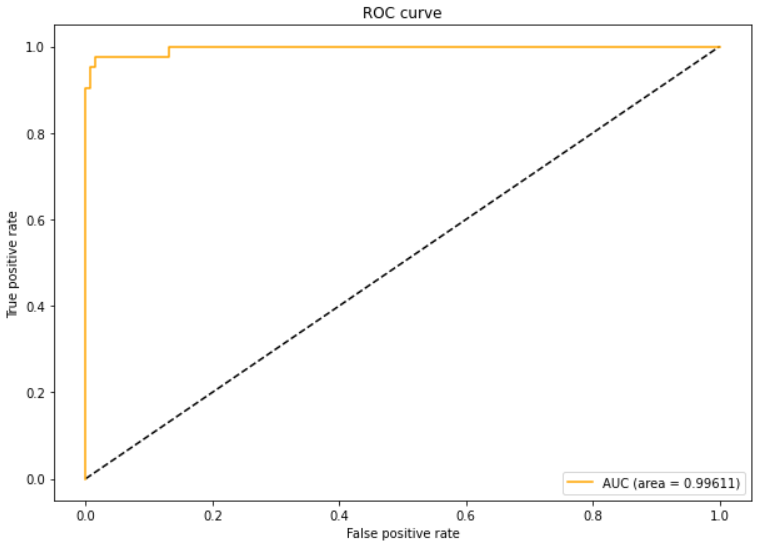 ROC curve
True positive rate
1.0
0.8
0.6
0.4
0.2
0.0
AUC (area = 0.99611)
0.0 0.2 0.4 0.6 0.8 1.0
False positive rate